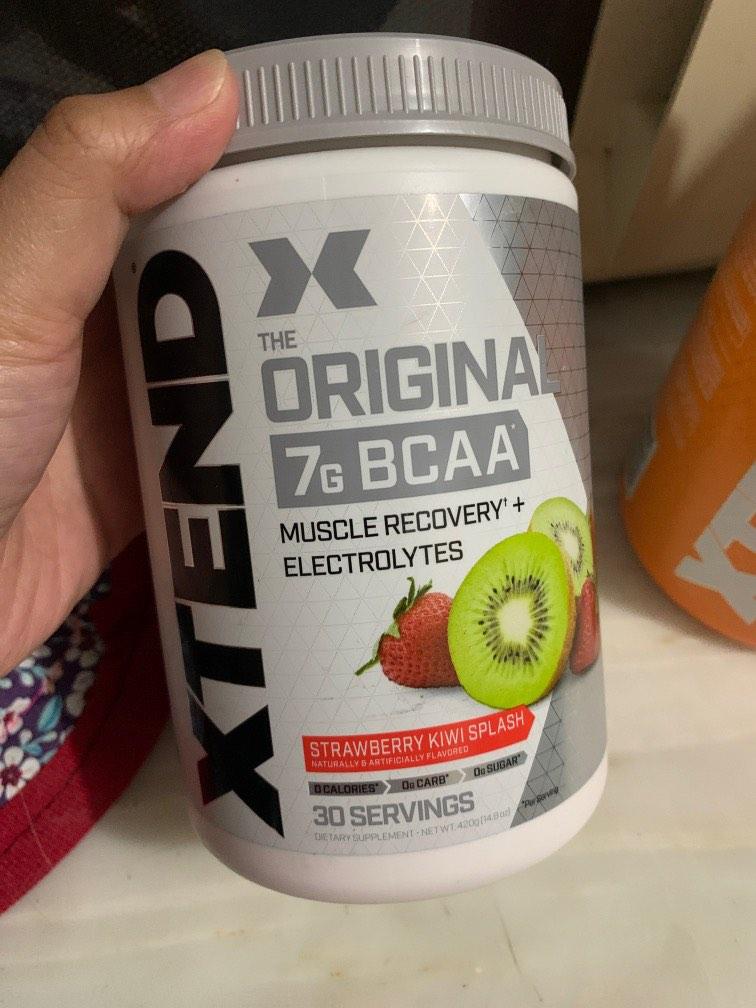 XTEND
THE
ORIGINAL
7G BCAA*
MUSCLE RECOVERY† +
ELECTROLYTES
STRAWBERRY KIWI SPLASH
NATURALLY & ARTIFICIALLY FLAVORED
0 CALORIES* 0G CARB* 0G SUGAR*
30 SERVINGS
*Per Serving
DIETARY SUPPLEMENT • NET WT. 420g (14.8 oz)